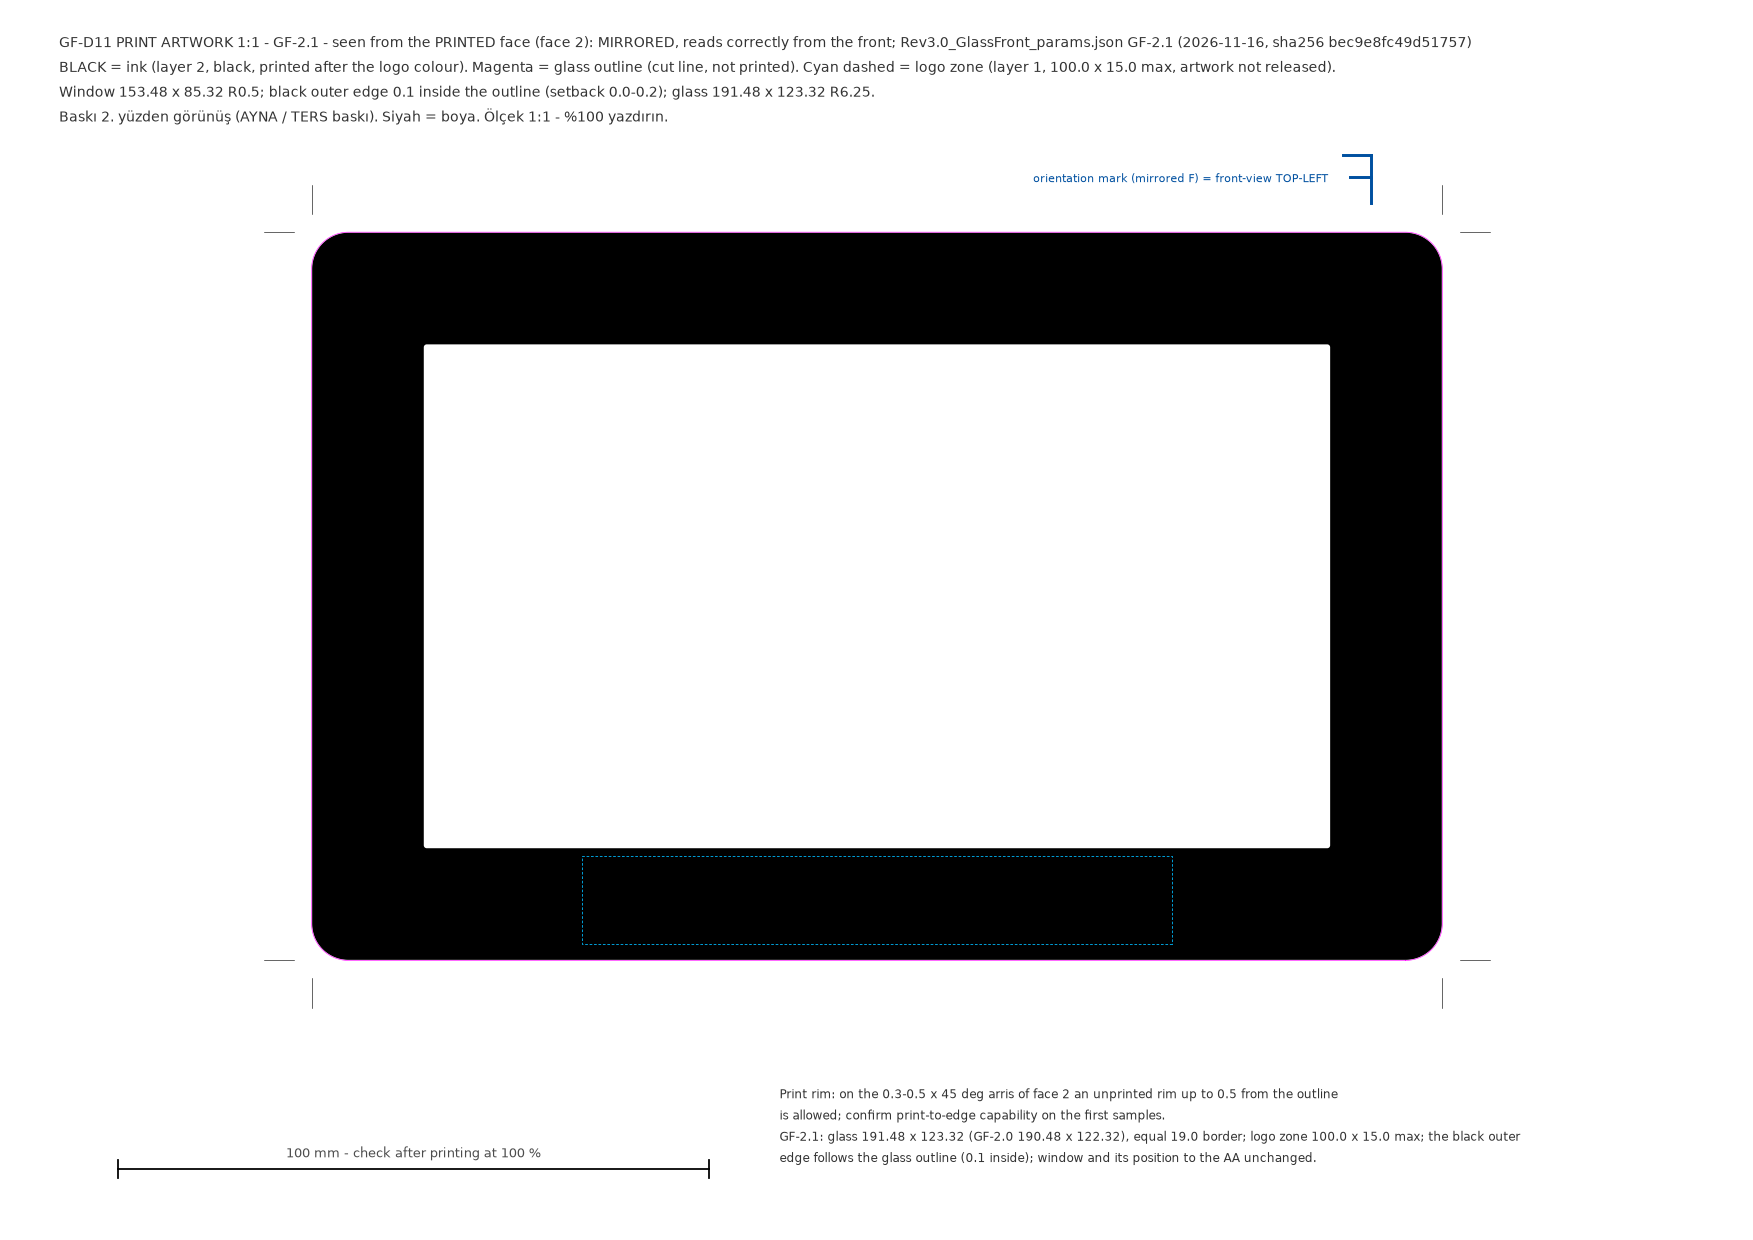 GF-D11 PRINT ARTWORK 1:1 - GF-2.1 - seen from the PRINTED face (face 2): MIRRORED, reads correctly from the front; Rev3.0_GlassFront_params.json GF-2.1 (2026-11-16, sha256 bec9e8fc49d51757)
BLACK = ink (layer 2, black, printed after the logo colour). Magenta = glass outline (cut line, not printed). Cyan dashed = logo zone (layer 1, 100.0 x 15.0 max, artwork not released).
Window 153.48 x 85.32 R0.5; black outer edge 0.1 inside the outline (setback 0.0-0.2); glass 191.48 x 123.32 R6.25.
Baskı 2. yüzden görünüş (AYNA / TERS baskı). Siyah = boya. Ölçek 1:1 - %100 yazdırın.
orientation mark (mirrored F) = front-view TOP-LEFT
Print rim: on the 0.3-0.5 x 45 deg arris of face 2 an unprinted rim up to 0.5 from the outline
is allowed; confirm print-to-edge capability on the first samples.
GF-2.1: glass 191.48 x 123.32 (GF-2.0 190.48 x 122.32), equal 19.0 border; logo zone 100.0 x 15.0 max; the black outer
edge follows the glass outline (0.1 inside); window and its position to the AA unchanged.
100 mm - check after printing at 100 %